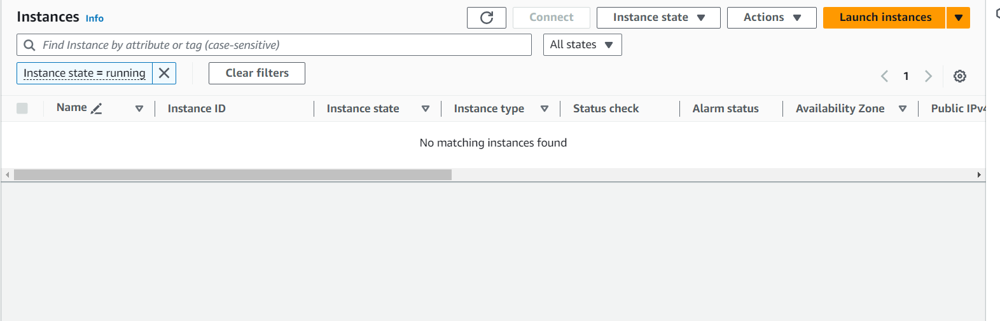 Instances Info
Connect
Instance state
Actions
Launch instances
Find Instance by attribute or tag (case-sensitive)
All states
Instance state = running
Clear filters
1
Name
Instance ID
Instance state
Instance type
Status check
Alarm status
Availability Zone
Public IPv4
No matching instances found